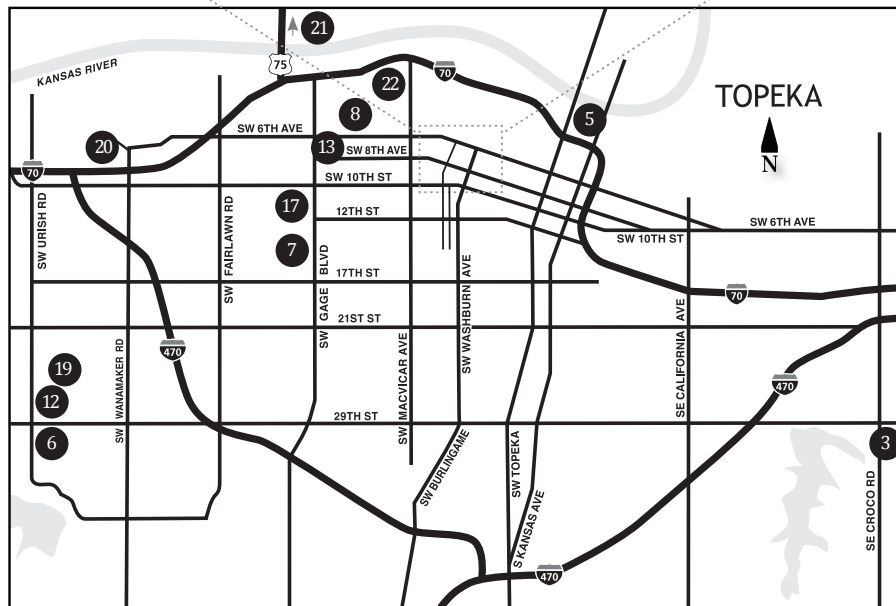 21
KANSAS RIVER
75
22
70
TOPEKA
N
8
5
20
SW 6TH AVE
13
SW 8TH AVE
70
SW 10TH ST
17
12TH ST
SW 6TH AVE
SW 10TH ST
SW URISH RD
SW FAIRLAWN RD
7
SW GAGE BLVD
17TH ST
SW WASHBURN AVE
70
21ST ST
SE CALIFORNIA AVE
470
SW WANAMAKER RD
SW MACVICAR AVE
19
470
12
29TH ST
6
3
SW BURLINGAME
SW TOPEKA
S KANSAS AVE
SE CROCO RD
470